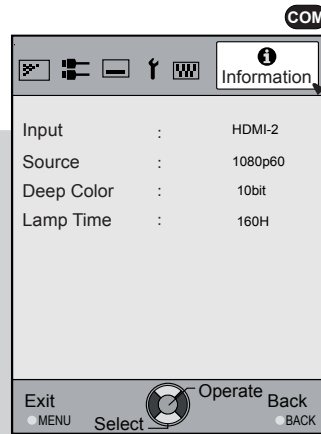 COM
Information
Input : HDMI-2
Source : 1080p60
Deep Color : 10bit
Lamp Time : 160H
Exit
MENU
Select
Operate
Back
BACK